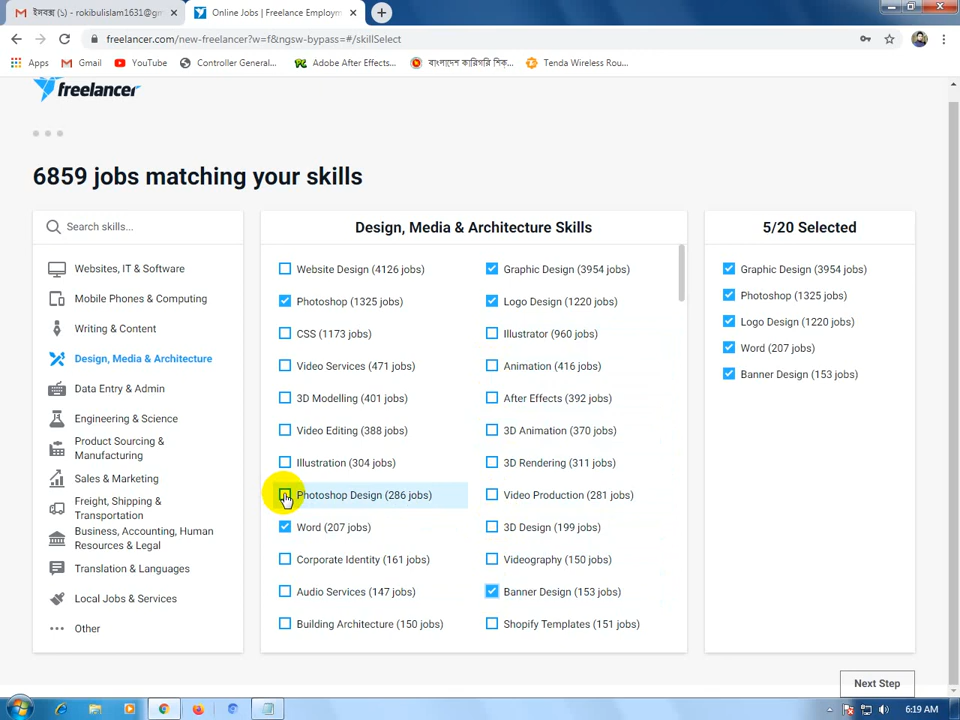 ইনবক্স (১) - rokibulislam1631@gm
Online Jobs | Freelance Employm
freelancer.com/new-freelancer?w=f&ngsw-bypass=#/skillSelect
Apps
Gmail
YouTube
Controller General...
Adobe After Effects...
বাংলাদেশ কারিগরি শিক...
Tenda Wireless Rou...
freelancer
6859 jobs matching your skills
Search skills...
Websites, IT & Software
Mobile Phones & Computing
Writing & Content
Design, Media & Architecture
Data Entry & Admin
Engineering & Science
Product Sourcing &
Manufacturing
Sales & Marketing
Freight, Shipping &
Transportation
Business, Accounting, Human
Resources & Legal
Translation & Languages
Local Jobs & Services
Other
Design, Media & Architecture Skills
Website Design (4126 jobs)
Graphic Design (3954 jobs)
Photoshop (1325 jobs)
Logo Design (1220 jobs)
CSS (1173 jobs)
Illustrator (960 jobs)
Video Services (471 jobs)
Animation (416 jobs)
3D Modelling (401 jobs)
After Effects (392 jobs)
Video Editing (388 jobs)
3D Animation (370 jobs)
Illustration (304 jobs)
3D Rendering (311 jobs)
Photoshop Design (286 jobs)
Video Production (281 jobs)
Word (207 jobs)
3D Design (199 jobs)
Corporate Identity (161 jobs)
Videography (150 jobs)
Audio Services (147 jobs)
Banner Design (153 jobs)
Building Architecture (150 jobs)
Shopify Templates (151 jobs)
5/20 Selected
Graphic Design (3954 jobs)
Photoshop (1325 jobs)
Logo Design (1220 jobs)
Word (207 jobs)
Banner Design (153 jobs)
Next Step
6:19 AM